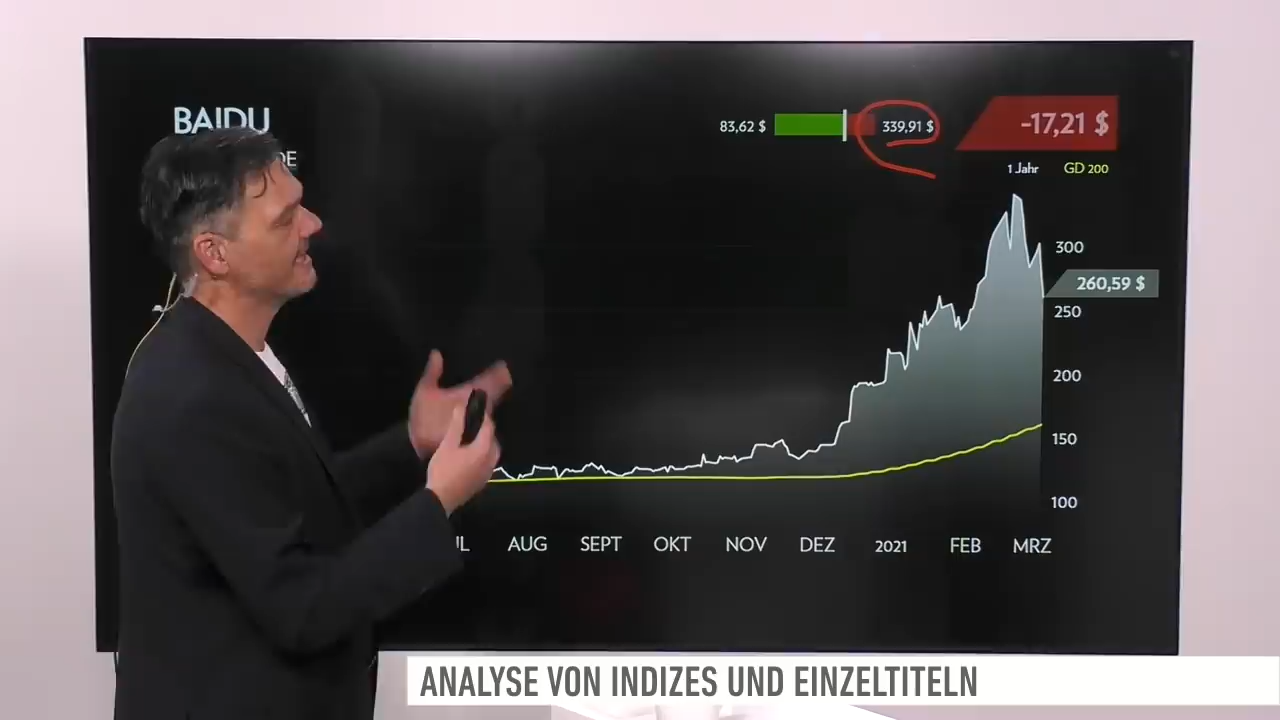 BAIDU
83,62 $
339,91 $
-17,21 $
1 Jahr
GD 200
300
260,59 $
250
200
150
100
AUG
SEPT
OKT
NOV
DEZ
2021
FEB
MRZ
ANALYSE VON INDIZES UND EINZELTITELN